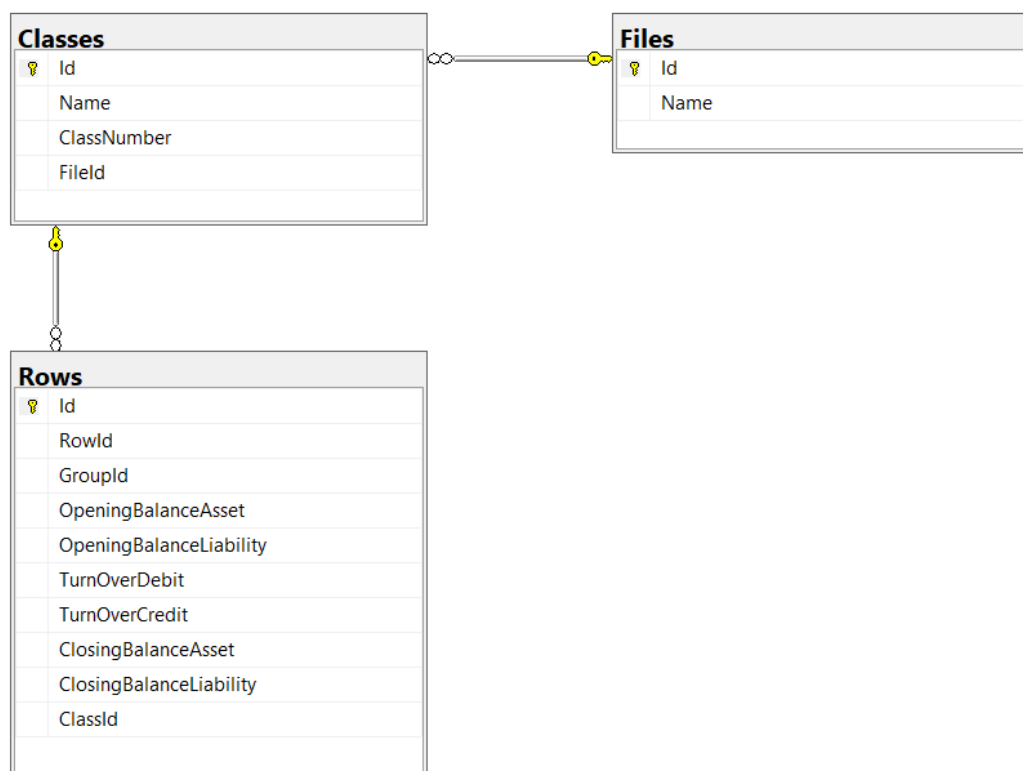 Classes
Id
Name
ClassNumber
FileId
Files
Id
Name
Rows
Id
RowId
GroupId
OpeningBalanceAsset
OpeningBalanceLiability
TurnOverDebit
TurnOverCredit
ClosingBalanceAsset
ClosingBalanceLiability
ClassId